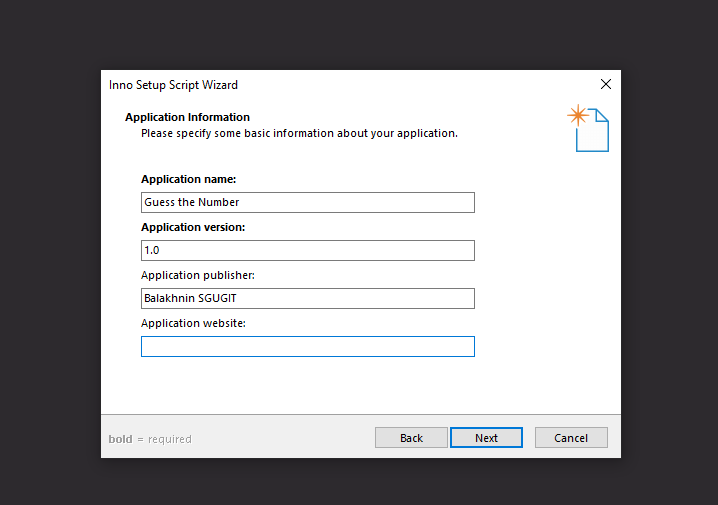 Inno Setup Script Wizard
Application Information
Please specify some basic information about your application.
Application name:
Guess the Number
Application version:
1.0
Application publisher:
Balakhnin SGUGIT
Application website:
bold = required
Back
Next
Cancel